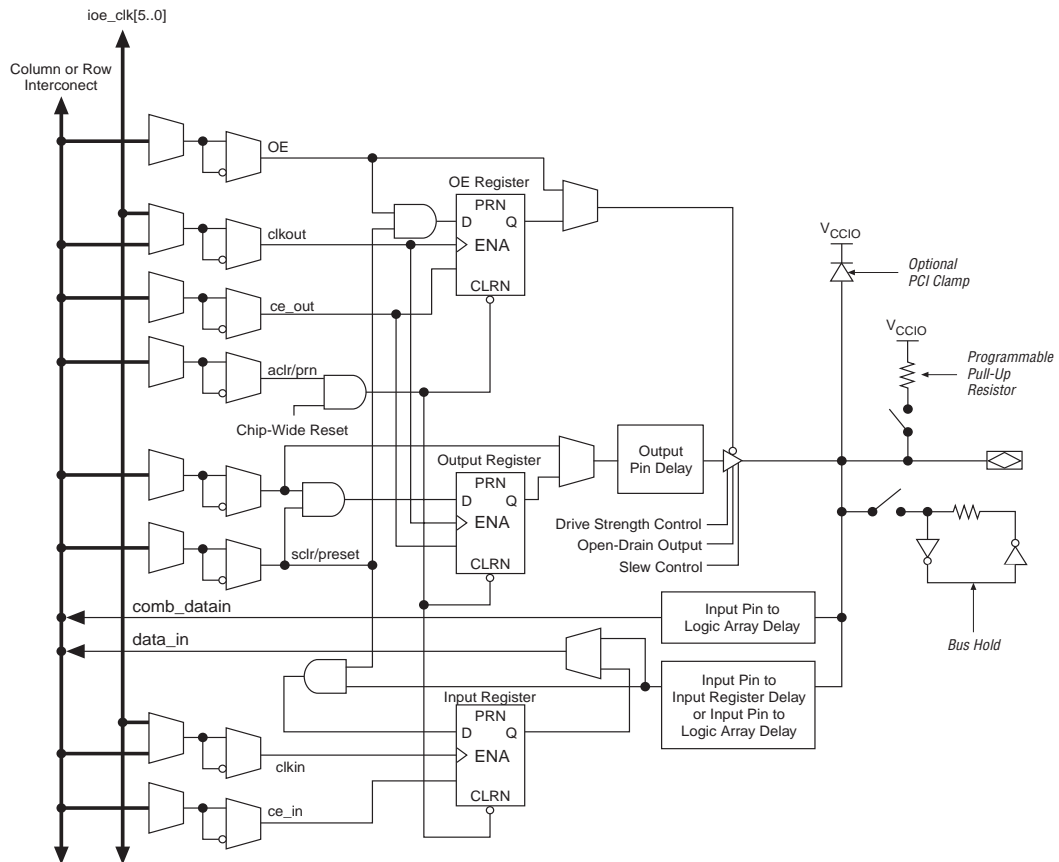 ioe_clk[5..0]
Column or Row
Interconect
OE
OE Register
PRN
D
Q
clkout
ENA
VCCIO
Optional
PCI Clamp
ce_out
CLRN
VCCIO
Programmable
Pull-Up
Resistor
aclr/prn
Chip-Wide Reset
Output Register
Output
Pin Delay
PRN
D
Q
ENA
Drive Strength Control
Open-Drain Output
Slew Control
sclr/preset
CLRN
comb_datain
Input Pin to
Logic Array Delay
Bus Hold
data_in
Input Pin to
Input Register Delay
or Input Pin to
Logic Array Delay
Input Register
PRN
D
Q
ENA
clkin
ce_in
CLRN